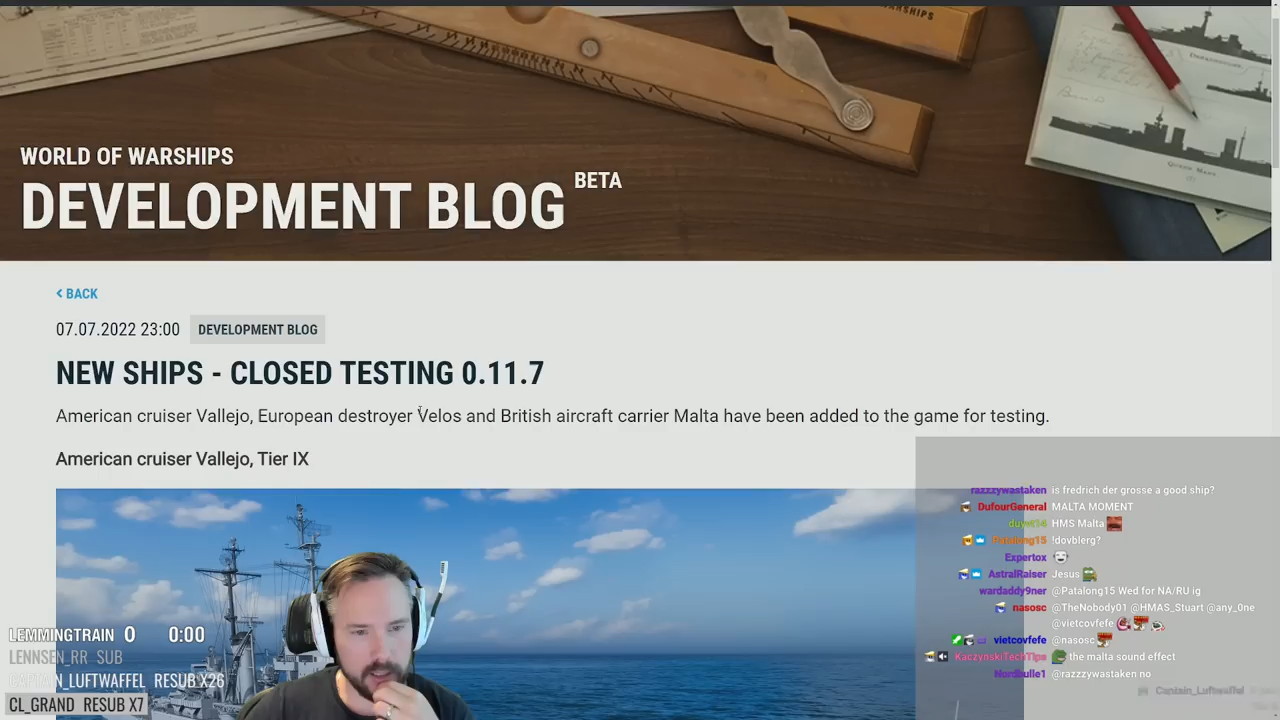 WARSHIPS
WORLD OF WARSHIPS
DEVELOPMENT BLOG BETA
BACK
07.07.2022 23:00 DEVELOPMENT BLOG
NEW SHIPS - CLOSED TESTING 0.11.7
American cruiser Vallejo, European destroyer Velos and British aircraft carrier Malta have been added to the game for testing.
American cruiser Vallejo, Tier IX
razzzywastaken is fredrich der grosse a good ship?
DufourGeneral MALTA MOMENT
HMS Malta
Patalong15 !dovblerg?
Expertox
AstralRaiser Jesus
wardaddy9ner @Patalong15 Wed for NA/RU ig
nasosc @TheNobody01 @HMAS_Stuart @any_0ne
@vietcovfefe
vietcovfefe @nasosc
KaczynskiTechTips the malta sound effect
Nordbulle1 @razzzywastaken no
LEMMINGTRAIN 0 0:00
LENNSEN_RR SUB
CAPTAIN_LUFTWAFFEL RESUB X26
CL_GRAND RESUB X7